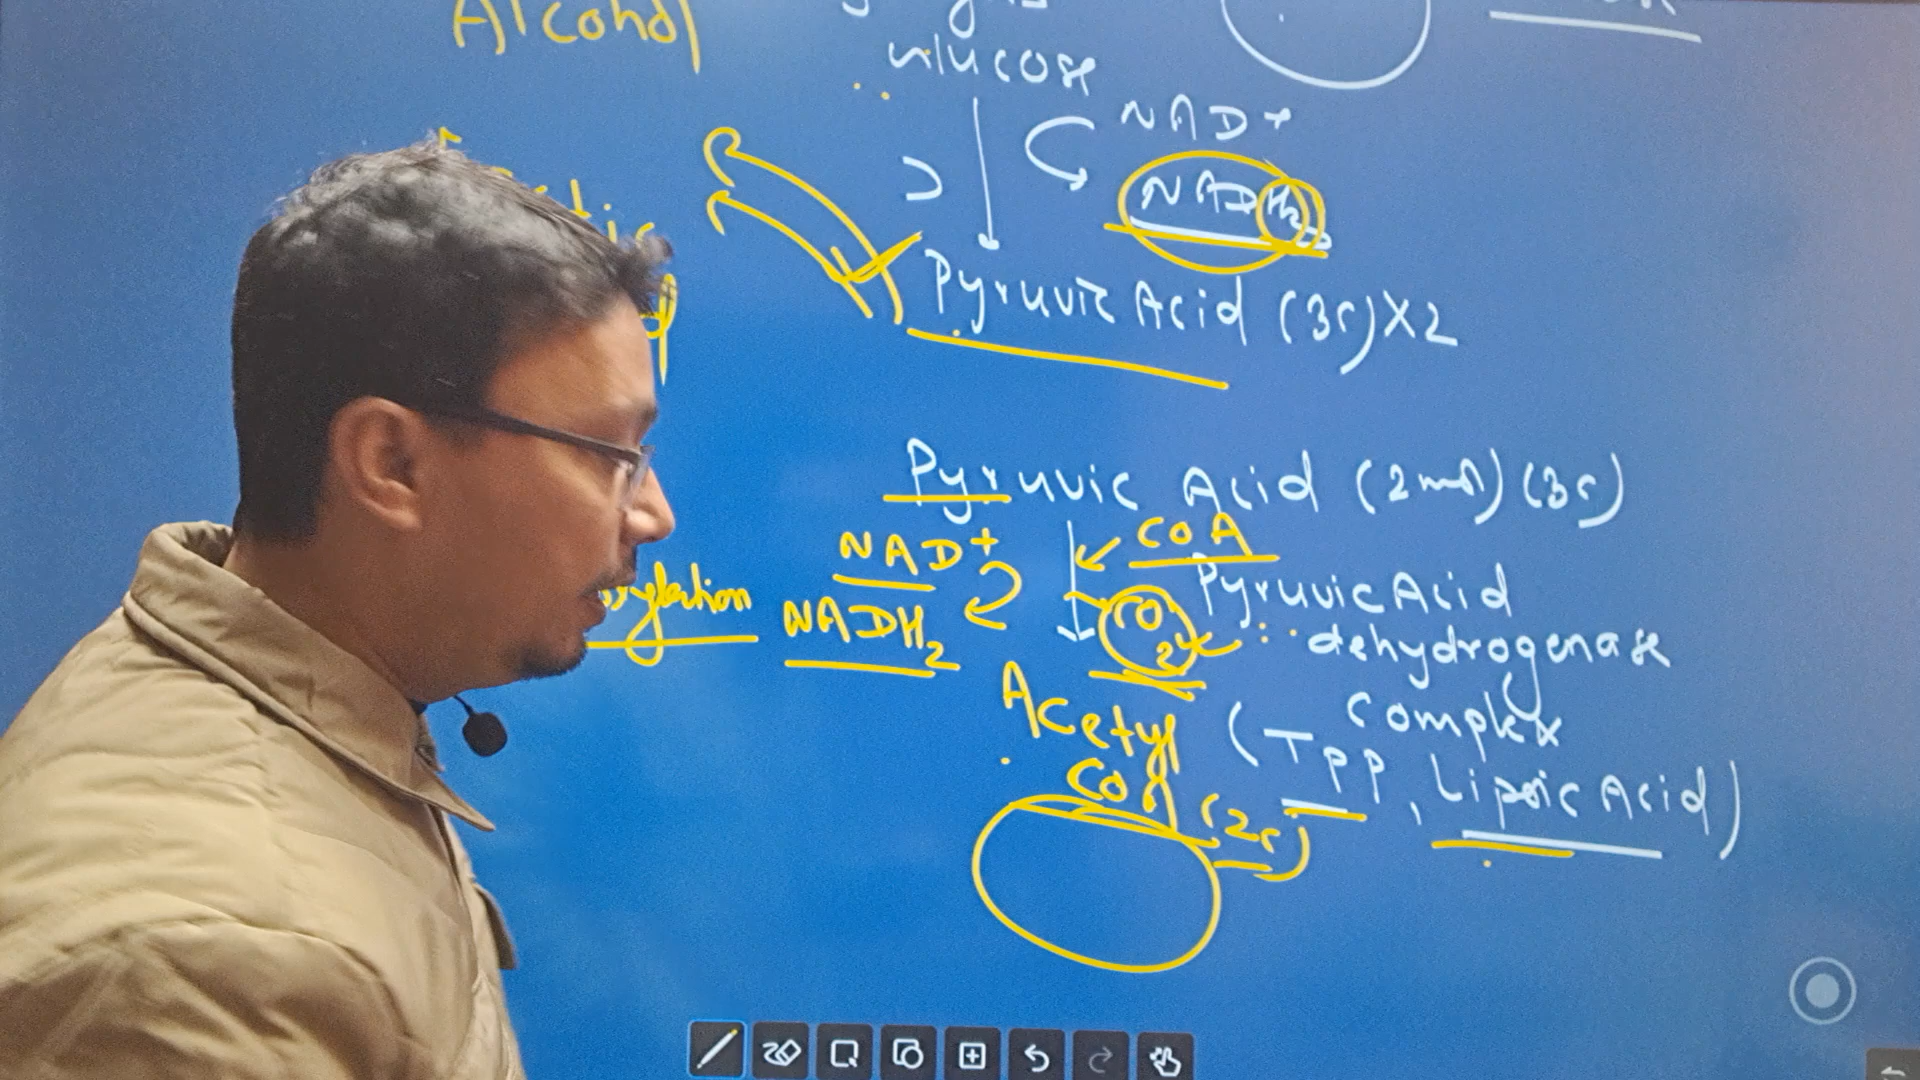 Alcohol
Glucose
NAD+
NADH2
Pyruvic Acid (3C)X2
Pyruvic Acid (2mol) (3C)
COA
NAD+
Pyruvic Acid
CO2
NADH2
dehydrogenase
complex
Acetyl
(TPP, Lipoic Acid)
COA (2C)